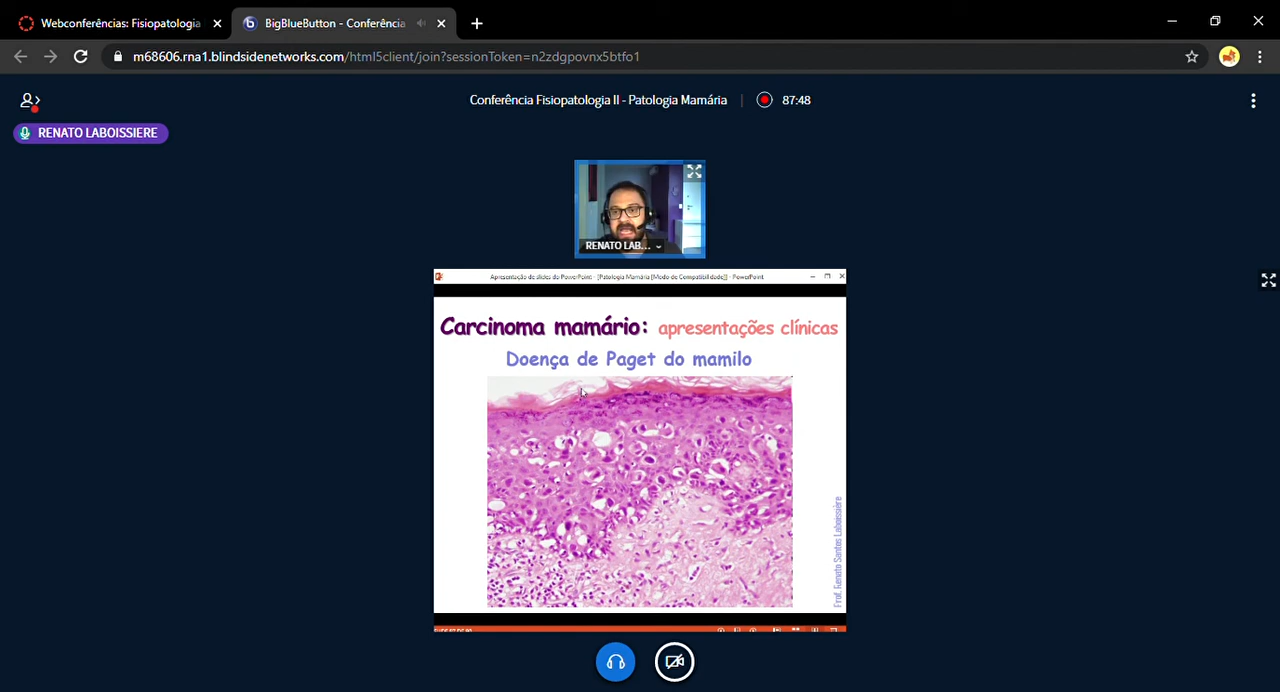 Webconferências: Fisiopatologia
BigBlueButton - Conferência
m68606.rna1.blindsidenetworks.com/html5client/join?sessionToken=n2zdgpovnx5btfo1
Conferência Fisiopatologia II - Patologia Mamária | 87:48
RENATO LABOISSIERE
RENATO LAB...
Apresentação de slides do PowerPoint - [Patologia Mamária [Modo de Compatibilidade]] - PowerPoint
Carcinoma mamário: apresentações clínicas
Doença de Paget do mamilo
Prof. Renato Santos Laboissière